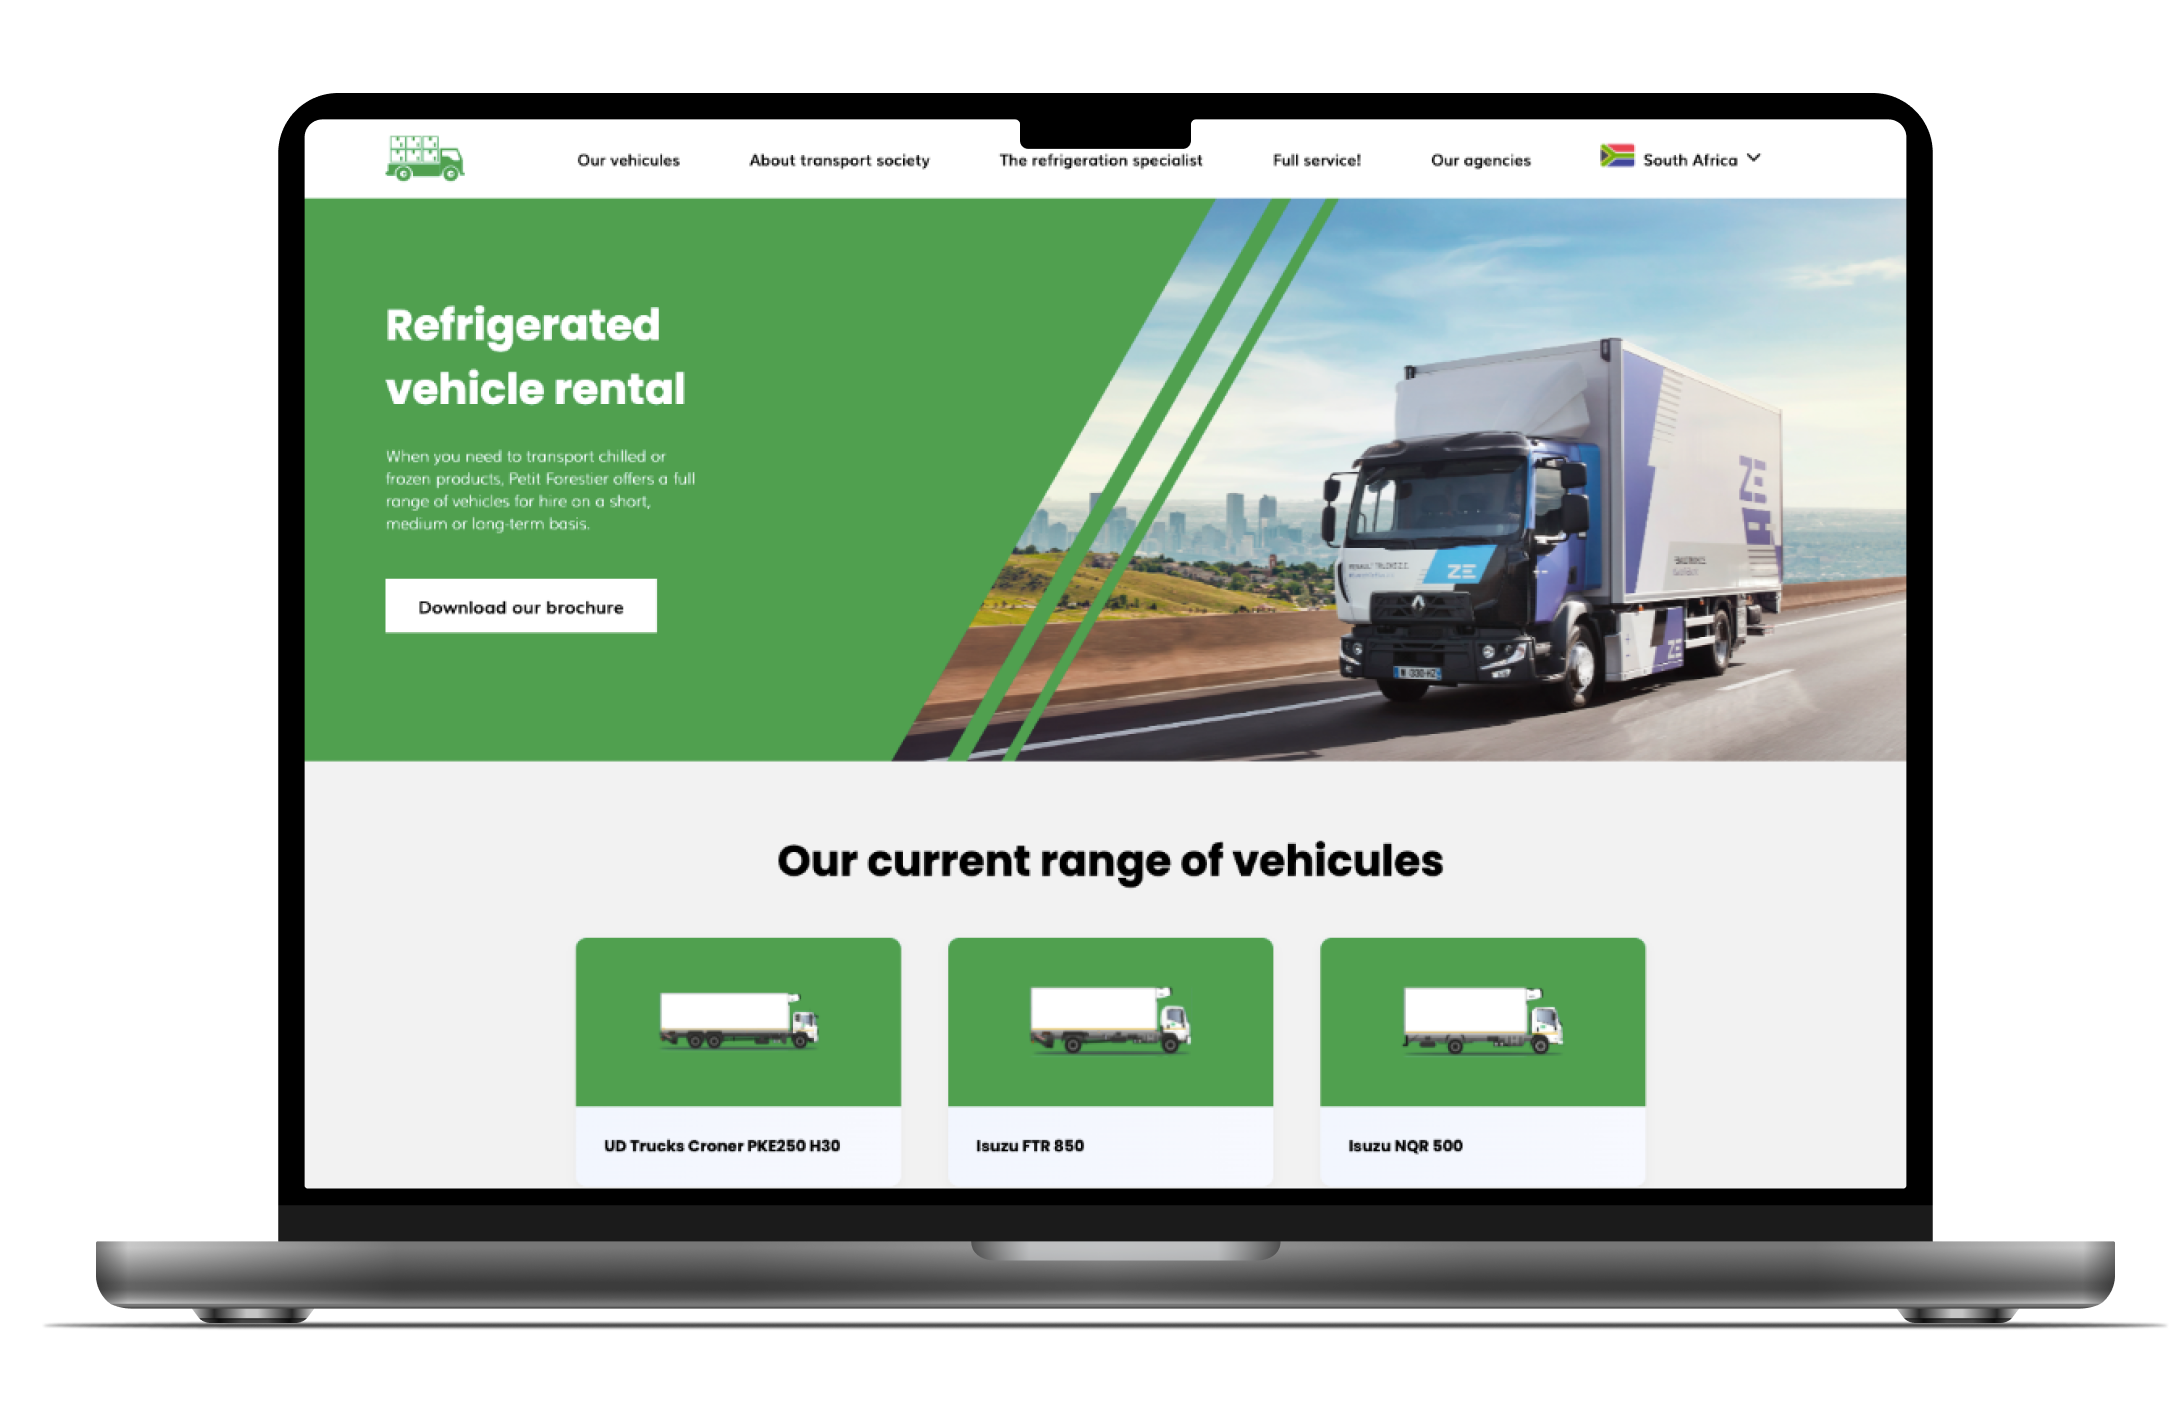 Our vehicules
About transport society
The refrigeration specialist
Full service!
Our agencies
South Africa
Refrigerated
vehicle rental
When you need to transport chilled or
frozen products, Petit Forestier offers a full
range of vehicles for hire on a short,
medium or long-term basis.
Download our brochure
ZE
ZE
ZE
Our current range of vehicules
UD Trucks Croner PKE250 H30
Isuzu FTR 850
Isuzu NQR 500